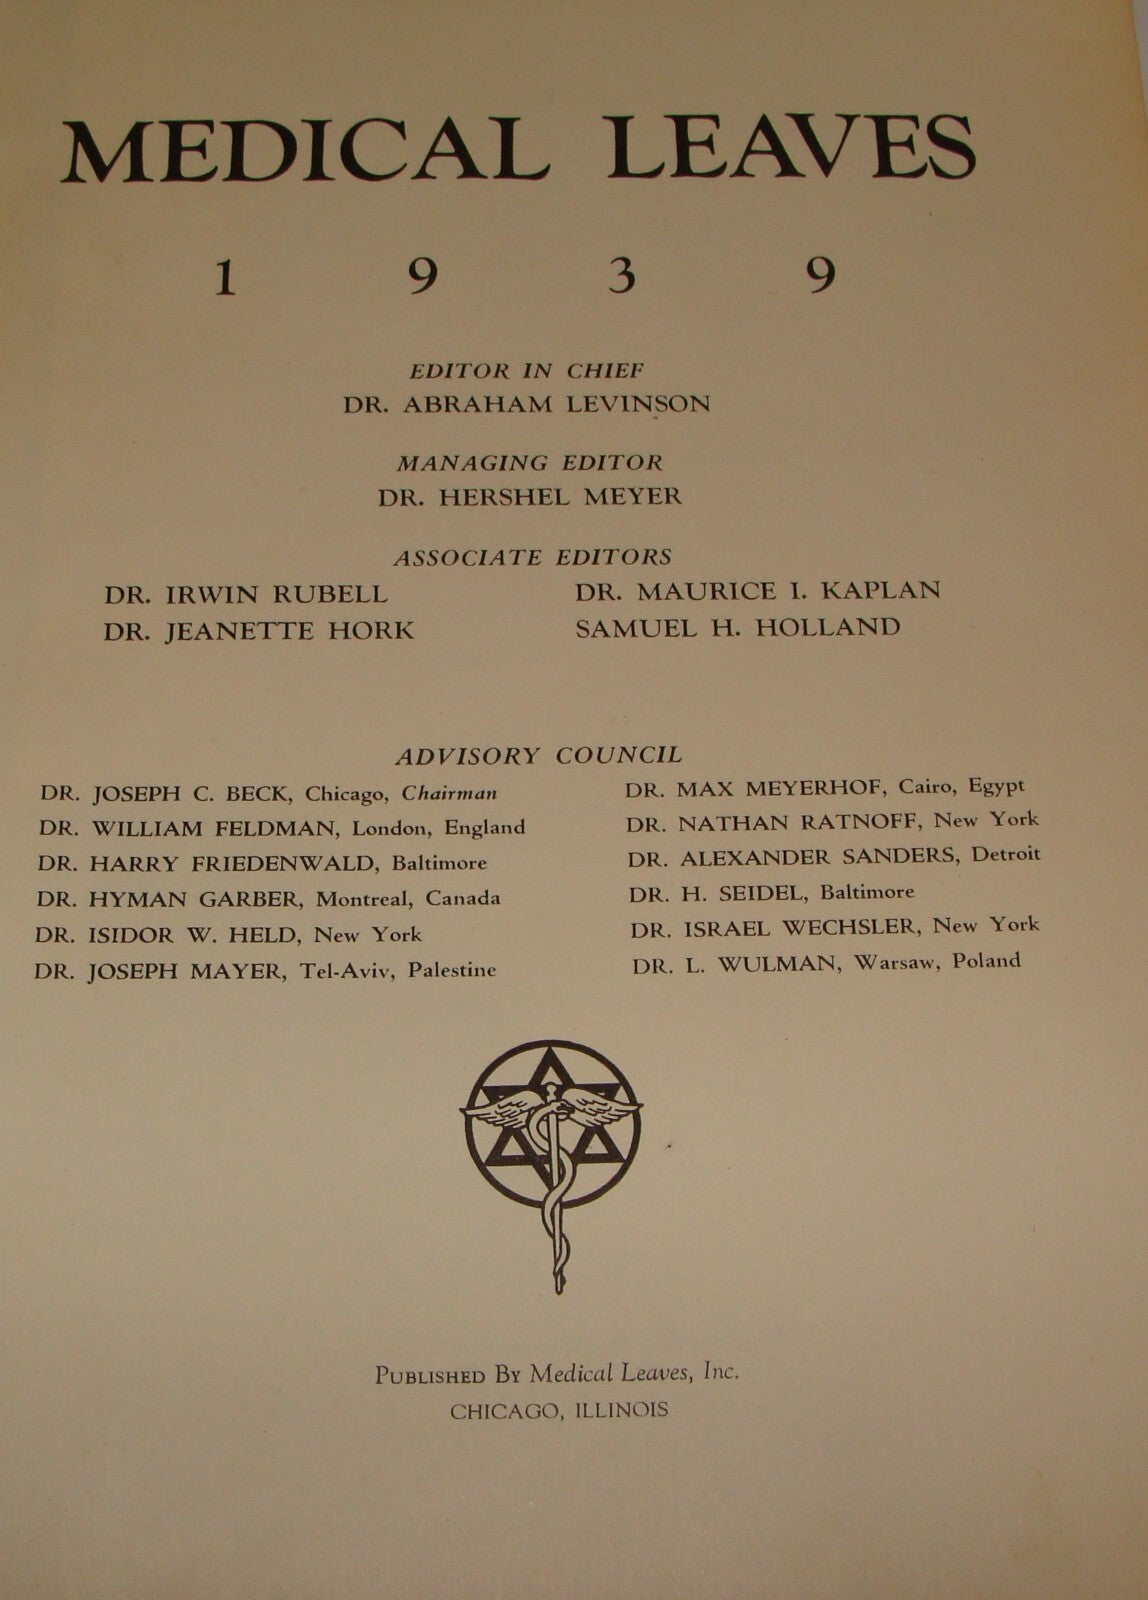 MEDICAL LEAVES
1 9 3 9
EDITOR IN CHIEF
DR. ABRAHAM LEVINSON
MANAGING EDITOR
DR. HERSHEL MEYER
ASSOCIATE EDITORS
DR. IRWIN RUBELL
DR. JEANETTE HORK
DR. MAURICE I. KAPLAN
SAMUEL H. HOLLAND
ADVISORY COUNCIL
DR. JOSEPH C. BECK, Chicago, Chairman
DR. WILLIAM FELDMAN, London, England
DR. HARRY FRIEDENWALD, Baltimore
DR. HYMAN GARBER, Montreal, Canada
DR. ISIDOR W. HELD, New York
DR. JOSEPH MAYER, Tel-Aviv, Palestine
DR. MAX MEYERHOF, Cairo, Egypt
DR. NATHAN RATNOFF, New York
DR. ALEXANDER SANDERS, Detroit
DR. H. SEIDEL, Baltimore
DR. ISRAEL WECHSLER, New York
DR. L. WULMAN, Warsaw, Poland
PUBLISHED BY Medical Leaves, Inc.
CHICAGO, ILLINOIS